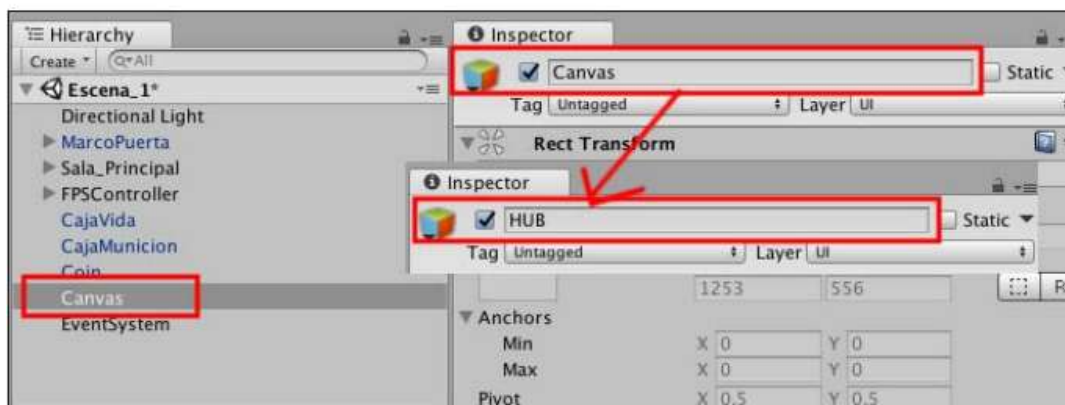 Hierarchy
Create All
Escena_1*
Directional Light
MarcoPuerta
Sala_Principal
FPSController
CajaVida
CajaMunicion
Coin
Canvas
EventSystem
Inspector
Canvas Static
Tag Untagged Layer UI
Rect Transform
Inspector
HUB Static
Tag Untagged Layer UI
1253 556 R
Anchors
Min X 0 Y 0
Max X 0 Y 0
Pivot X 0.5 Y 0.5